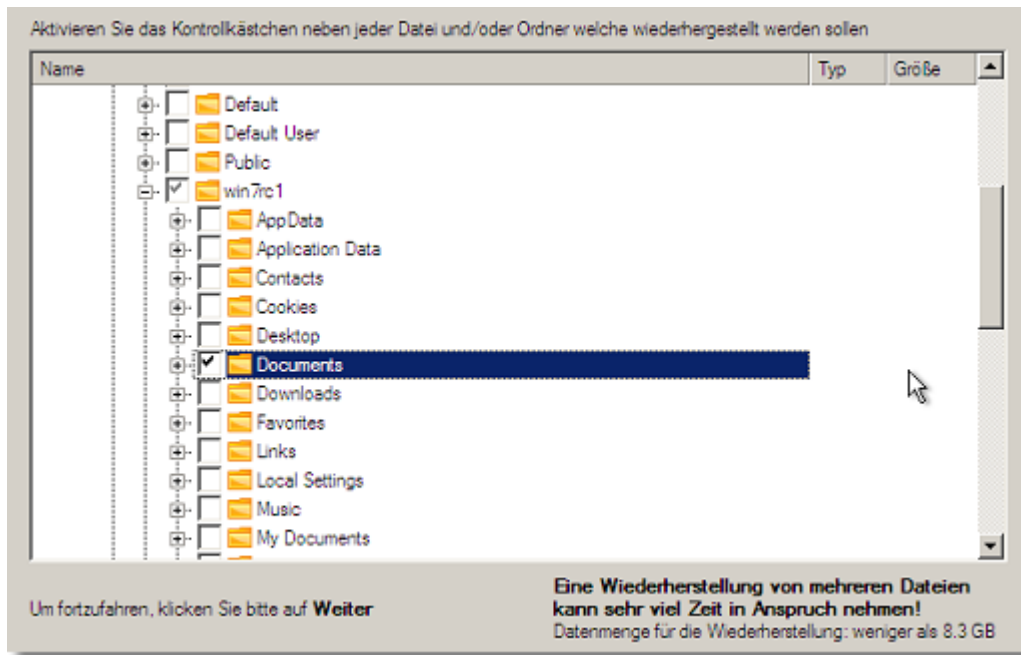 Aktivieren Sie das Kontrollkästchen neben jeder Datei und/oder Ordner welche wiederhergestellt werden sollen
Name Typ Größe
Default
Default User
Public
win7rc1
AppData
Application Data
Contacts
Cookies
Desktop
Documents
Downloads
Favorites
Links
Local Settings
Music
My Documents
Um fortzufahren, klicken Sie bitte auf Weiter
Eine Wiederherstellung von mehreren Dateien
kann sehr viel Zeit in Anspruch nehmen!
Datenmenge für die Wiederherstellung: weniger als 8.3 GB